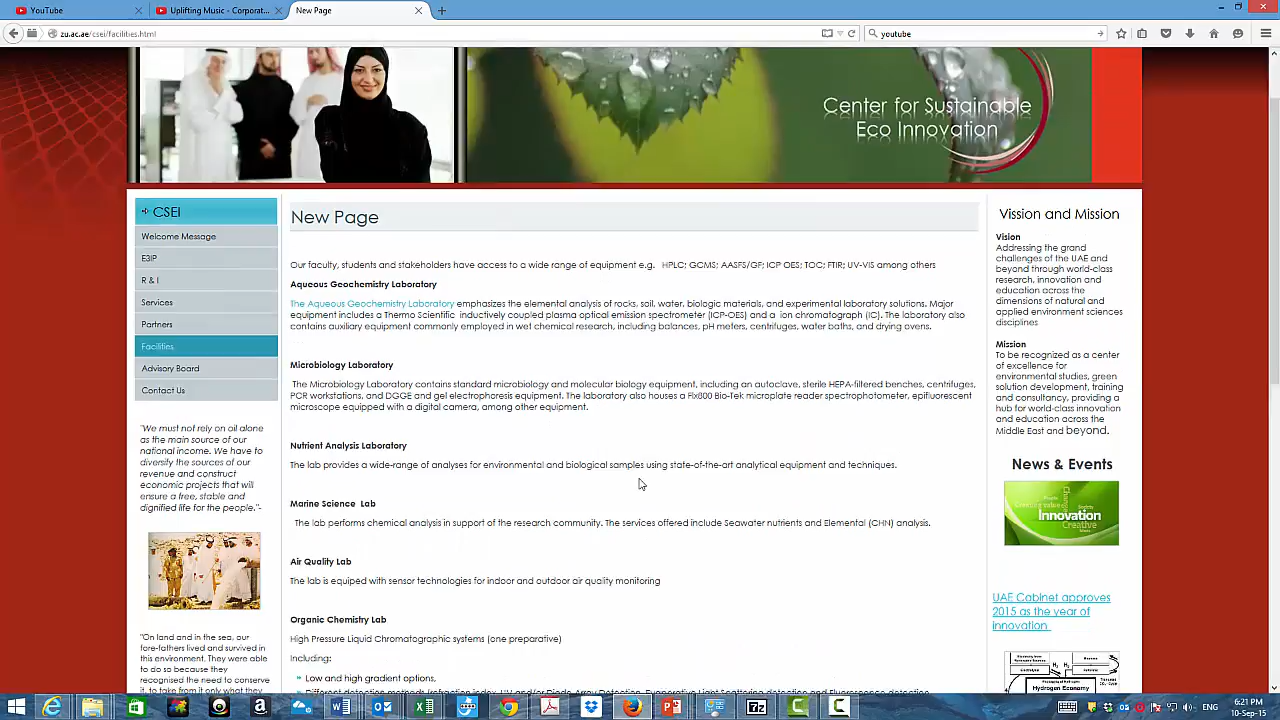 YouTube
Uplifting Music - Corporat...
New Page
zu.ac.ae/csei/facilities.html
youtube
Center for Sustainable
Eco Innovation
CSEI
Welcome Message
E3IP
R & I
Services
Partners
Facilities
Advisory Board
Contact Us
"We must not rely on oil alone
as the main source of our
national income. We have to
diversify the sources of our
revenue and construct
economic projects that will
ensure a free, stable and
dignified life for the people."-
"On land and in the sea, our
fore-fathers lived and survived in
this environment. They were able
to do so because they
recognised the need to conserve
it, to take from it only what they
New Page
Our faculty, students and stakeholders have access to a wide range of equipment e.g. HPLC; GCMS; AASFS/GF; ICP OES; TOC; FTIR; UV-VIS among others
Aqueous Geochemistry Laboratory
The Aqueous Geochemistry Laboratory emphasizes the elemental analysis of rocks, soil, water, biologic materials, and experimental laboratory solutions. Major
equipment includes a Thermo Scientific inductively coupled plasma optical emission spectrometer (ICP-OES) and a ion chromatograph (IC). The laboratory also
contains auxiliary equipment commonly employed in wet chemical research, including balances, pH meters, centrifuges, water baths, and drying ovens.
Microbiology Laboratory
The Microbiology Laboratory contains standard microbiology and molecular biology equipment, including an autoclave, sterile HEPA-filtered benches, centrifuges,
PCR workstations, and DGGE and gel electrophoresis equipment. The laboratory also houses a Flx800 Bio-Tek microplate reader spectrophotometer, epifluorescent
microscope equipped with a digital camera, among other equipment.
Nutrient Analysis Laboratory
The lab provides a wide-range of analyses for environmental and biological samples using state-of-the-art analytical equipment and techniques.
Marine Science Lab
The lab performs chemical analysis in support of the research community. The services offered include Seawater nutrients and Elemental (CHN) analysis.
Air Quality Lab
The lab is equiped with sensor technologies for indoor and outdoor air quality monitoring
Organic Chemistry Lab
High Pressure Liquid Chromatographic systems (one preparative)
Including:
Low and high gradient options,
Vission and Mission
Vision
Addressing the grand
challenges of the UAE and
beyond through world-class
research, innovation and
education across the
dimensions of natural and
applied environment sciences
disciplines
Mission
To be recognized as a center
of excellence for
environmental studies, green
solution development, training
and consultancy, providing a
hub for world-class innovation
and education across the
Middle East and beyond.
News & Events
Innovation
Creative
UAE Cabinet approves
2015 as the year of
innovation
Hydrogen Economy
6:21 PM
10-Sep-15